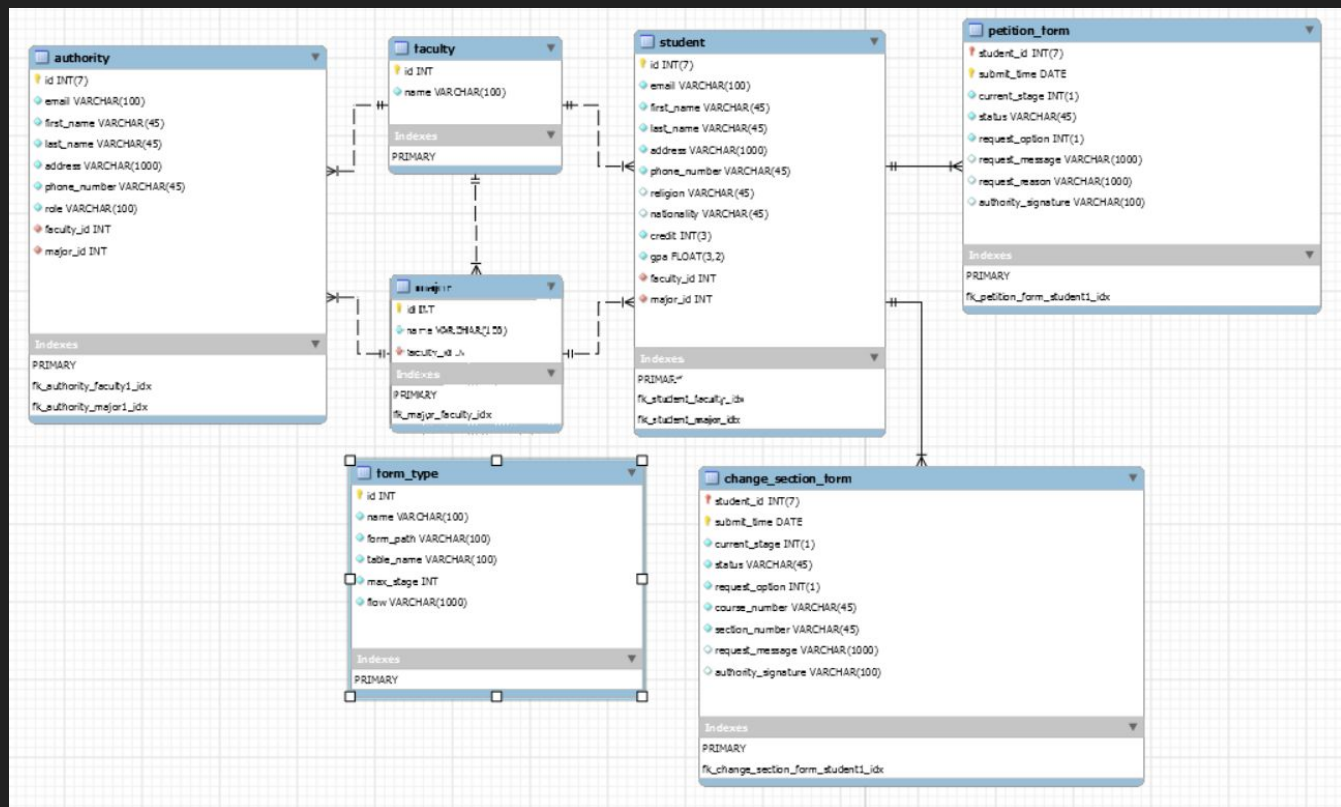 authority
id INT(7)
email VARCHAR(100)
first_name VARCHAR(45)
last_name VARCHAR(45)
address VARCHAR(1000)
phone_number VARCHAR(45)
role VARCHAR(100)
faculty_id INT
major_id INT
Indexes
PRIMARY
fk_authority_faculty1_idx
fk_authority_major1_idx
faculty
id INT
name VARCHAR(100)
Indexes
PRIMARY
major
id INT
name
Indexes
PRIMARY
fk_major_faculty_idx
student
id INT(7)
email VARCHAR(100)
first_name VARCHAR(45)
last_name VARCHAR(45)
address VARCHAR(1000)
phone_number VARCHAR(45)
religion VARCHAR(45)
nationality VARCHAR(45)
credit INT(3)
gpa FLOAT(3,2)
faculty_id INT
major_id INT
Indexes
PRIMARY
fk_student_faculty_idx
fk_student_major_idx
petition_form
student_id INT(7)
submit_time DATE
current_stage INT(1)
status VARCHAR(45)
request_option INT(1)
request_message VARCHAR(1000)
request_reason VARCHAR(1000)
authority_signature VARCHAR(100)
Indexes
PRIMARY
fk_petition_form_student1_idx
form_type
id INT
name VARCHAR(100)
form_path VARCHAR(100)
table_name VARCHAR(100)
max_stage INT
flow VARCHAR(1000)
Indexes
PRIMARY
change_section_form
student_id INT(7)
submit_time DATE
current_stage INT(1)
status VARCHAR(45)
request_option INT(1)
course_number VARCHAR(45)
section_number VARCHAR(45)
request_message VARCHAR(1000)
authority_signature VARCHAR(100)
Indexes
PRIMARY
fk_change_section_form_student1_idx